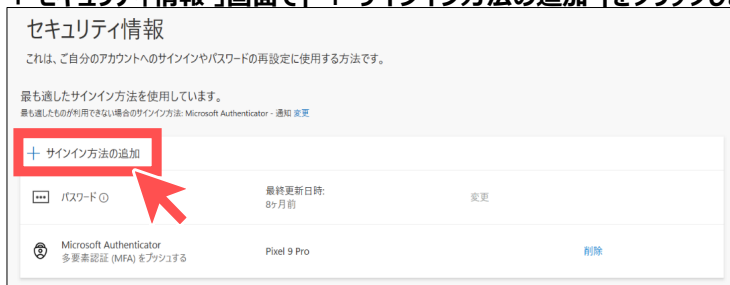 セキュリティ情報
これは、ご自分のアカウントへのサインインやパスワードの再設定に使用する方法です。
最も適したサインイン方法を使用しています。
最も適したものが利用できない場合のサインイン方法: Microsoft Authenticator - 通知 変更
＋ サインイン方法の追加
パスワード 最終更新日時: 変更
8ヶ月前
Microsoft Authenticator
多要素認証 (MFA) をプッシュする Pixel 9 Pro 削除